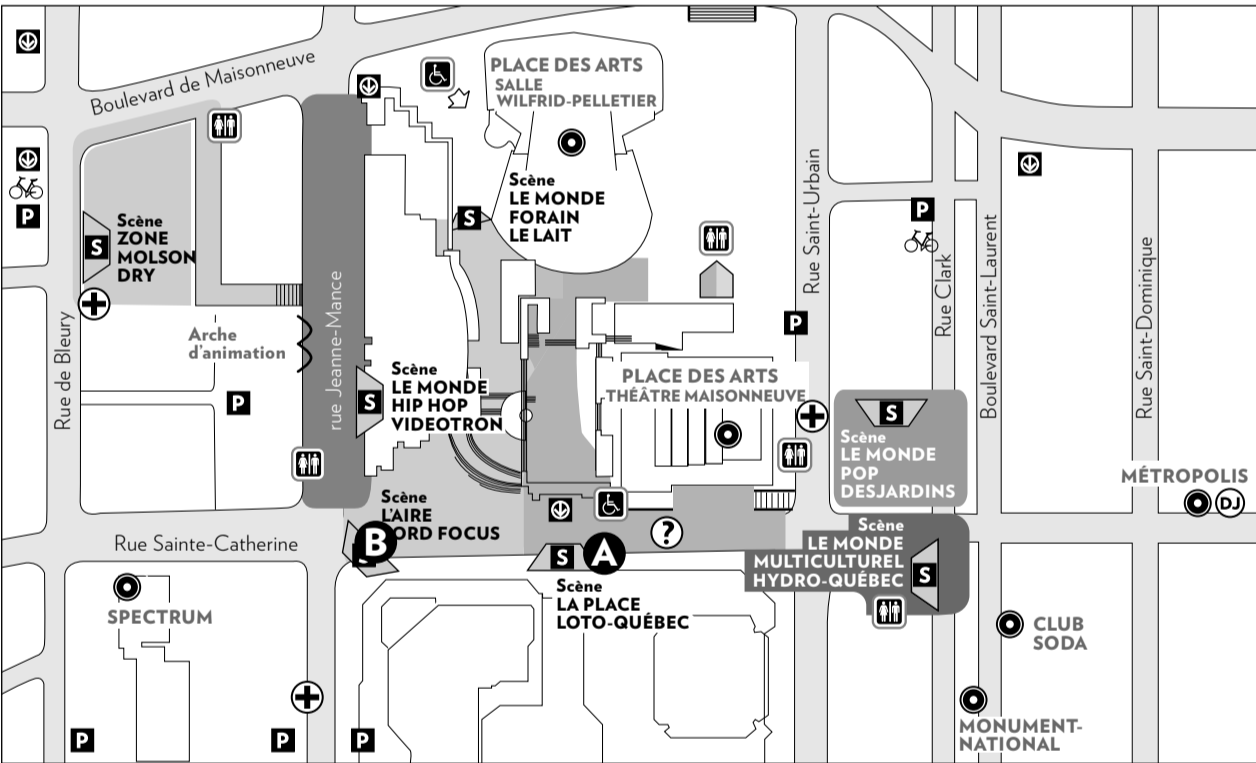 Boulevard de Maisonneuve
PLACE DES ARTS
SALLE
WILFRID-PELLETIER
Scène
LE MONDE
FORAIN
LE LAIT
S
Scène
ZONE
MOLSON
DRY
S
P
Rue de Bleury
Arche
d'animation
P
rue Jeanne-Mance
Scène
LE MONDE
HIP HOP
VIDEOTRON
S
PLACE DES ARTS
THÉÂTRE MAISONNEUVE
Rue Saint-Urbain
P
P
Rue Clark
Boulevard Saint-Laurent
Rue Saint-Dominique
S
Scène
LE MONDE
POP
DESJARDINS
MÉTROPOLIS
DJ
Scène
L'AIRE
ORD FOCUS
B
Rue Sainte-Catherine
?
S
A
Scène
LA PLACE
LOTO-QUÉBEC
Scène
LE MONDE
MULTICULTUREL
HYDRO-QUÉBEC
S
SPECTRUM
CLUB
SODA
MONUMENT-
NATIONAL
P
P
P